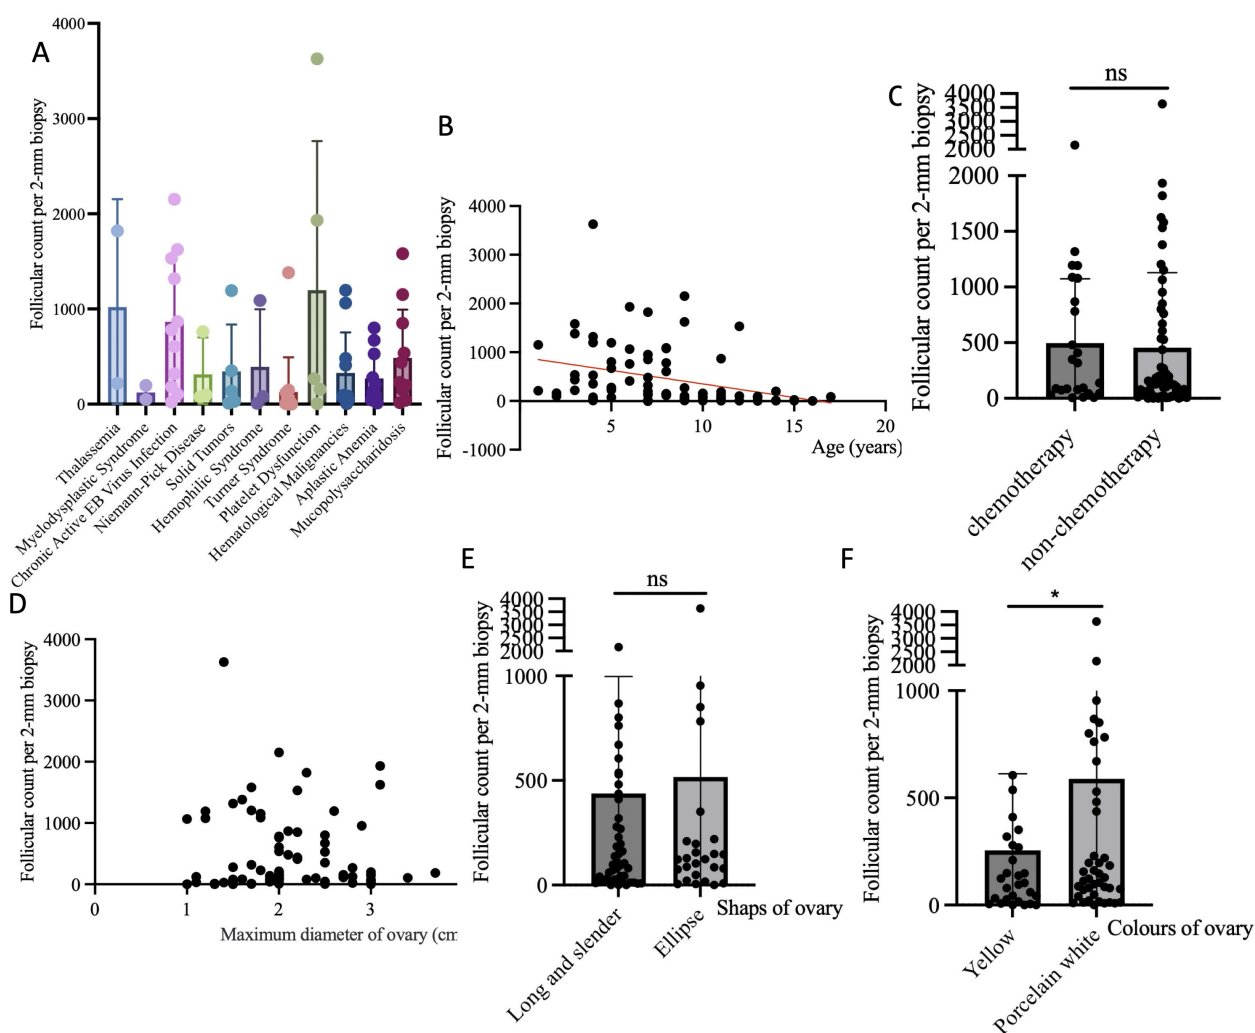 A
Follicular count per 2-mm biopsy
4000
3000
2000
1000
0
Thalassemia
Myelodysplastic Syndrome
Chronic Active EB Virus Infection
Niemann-Pick Disease
Solid Tumors
Hemophilic Syndrome
Turner Syndrome
Platelet Dysfunction
Hematological Malignancies
Aplastic Anemia
Mucopolysaccharidosis
B
Follicular count per 2-mm biopsy
4000
3000
2000
1000
0
-1000
5
10
15
20
Age (years)
C
ns
Follicular count per 2-mm biopsy
4000
3500
3000
2500
2000
2000
1500
1000
500
0
chemotherapy
non-chemotherapy
D
Follicular count per 2-mm biopsy
4000
3000
2000
1000
0
0
1
2
3
Maximum diameter of ovary (cm
E
ns
Follicular count per 2-mm biopsy
4000
3500
3000
2500
2000
1000
500
0
Long and slender
Ellipse
Shaps of ovary
F
*
Follicular count per 2-mm biopsy
4000
3500
3000
2500
2000
1000
500
0
Yellow
Porcelain white
Colours of ovary